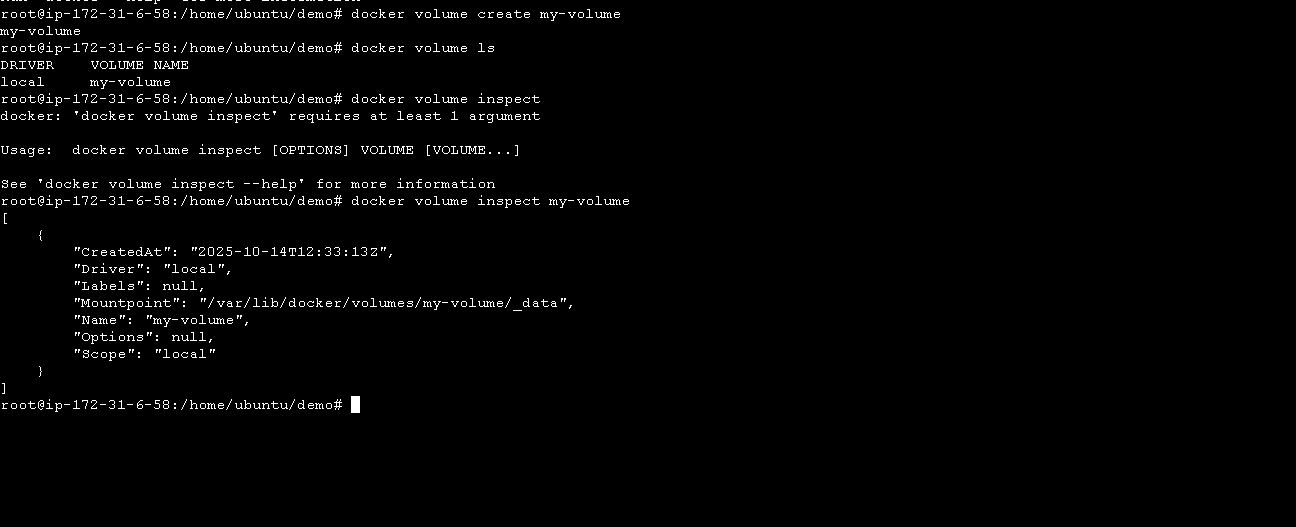 root@ip-172-31-6-58:/home/ubuntu/demo# docker volume create my-volume
my-volume
root@ip-172-31-6-58:/home/ubuntu/demo# docker volume ls
DRIVER    VOLUME NAME
local     my-volume
root@ip-172-31-6-58:/home/ubuntu/demo# docker volume inspect
docker: 'docker volume inspect' requires at least 1 argument

Usage:  docker volume inspect [OPTIONS] VOLUME [VOLUME...]

See 'docker volume inspect --help' for more information
root@ip-172-31-6-58:/home/ubuntu/demo# docker volume inspect my-volume
[
    {
        "CreatedAt": "2025-10-14T12:33:13Z",
        "Driver": "local",
        "Labels": null,
        "Mountpoint": "/var/lib/docker/volumes/my-volume/_data",
        "Name": "my-volume",
        "Options": null,
        "Scope": "local"
    }
]
root@ip-172-31-6-58:/home/ubuntu/demo#